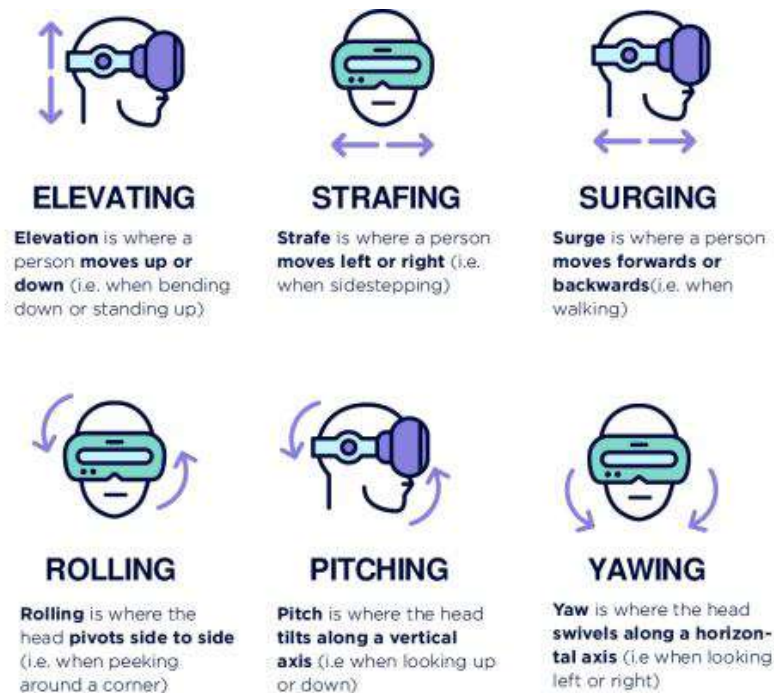 ELEVATING
Elevation is where a
person moves up or
down (i.e. when bending
down or standing up)
STRAFING
Strafe is where a person
moves left or right (i.e.
when sidestepping)
SURGING
Surge is where a person
moves forwards or
backwards(i.e. when
walking)
ROLLING
Rolling is where the
head pivots side to side
(i.e. when peeking
around a corner)
PITCHING
Pitch is where the head
tilts along a vertical
axis (i.e when looking up
or down)
YAWING
Yaw is where the head
swivels along a horizon-
tal axis (i.e when looking
left or right)